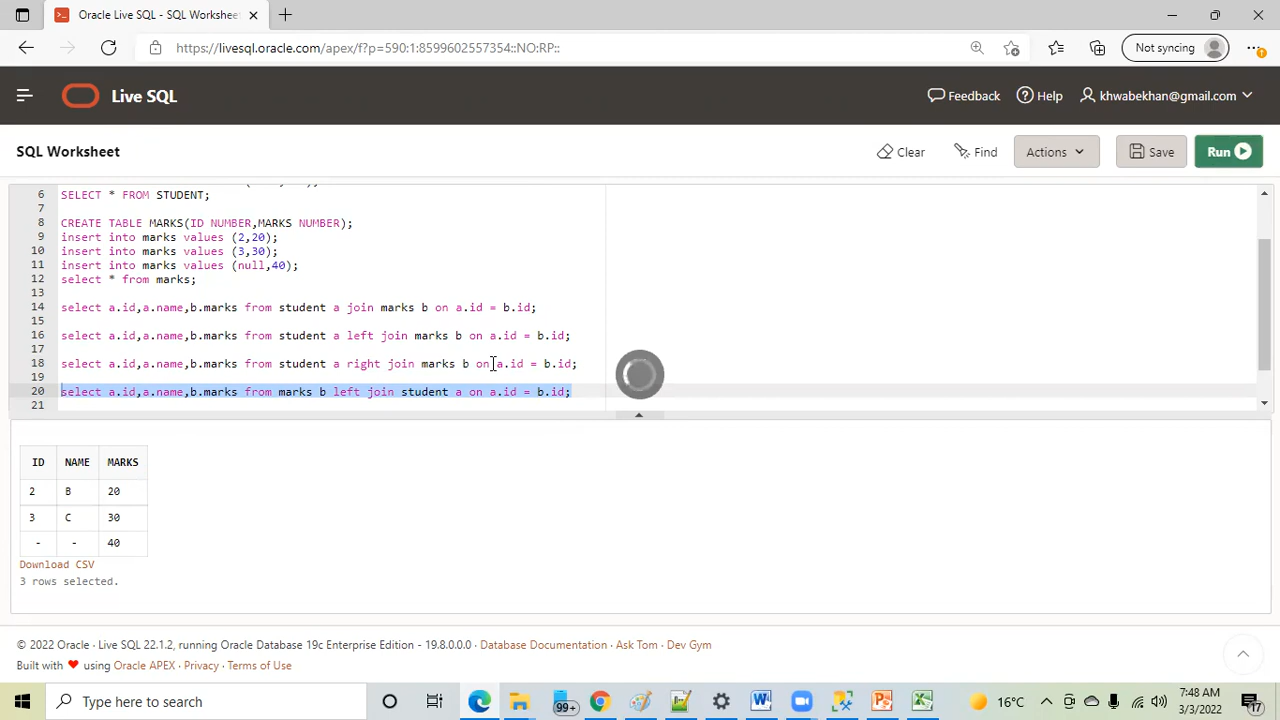 Oracle Live SQL - SQL Workshee
https://livesql.oracle.com/apex/f?p=590:1:8599602557354::NO:RP::
Not syncing
Live SQL
Feedback
Help
khwabekhan@gmail.com
SQL Worksheet
Clear
Find
Actions
Save
Run
6 SELECT * FROM STUDENT;
7
8 CREATE TABLE MARKS(ID NUMBER,MARKS NUMBER);
9 insert into marks values (2,20);
10 insert into marks values (3,30);
11 insert into marks values (null,40);
12 select * from marks;
13
14 select a.id,a.name,b.marks from student a join marks b on a.id = b.id;
15
16 select a.id,a.name,b.marks from student a left join marks b on a.id = b.id;
17
18 select a.id,a.name,b.marks from student a right join marks b on a.id = b.id;
19
20 select a.id,a.name,b.marks from marks b left join student a on a.id = b.id;
21
ID NAME MARKS
2 B 20
3 C 30
- - 40
Download CSV
3 rows selected.
© 2022 Oracle · Live SQL 22.1.2, running Oracle Database 19c Enterprise Edition - 19.8.0.0.0 · Database Documentation · Ask Tom · Dev Gym
Built with ♥ using Oracle APEX · Privacy · Terms of Use
Type here to search
99+
16°C
7:48 AM
3/3/2022
17